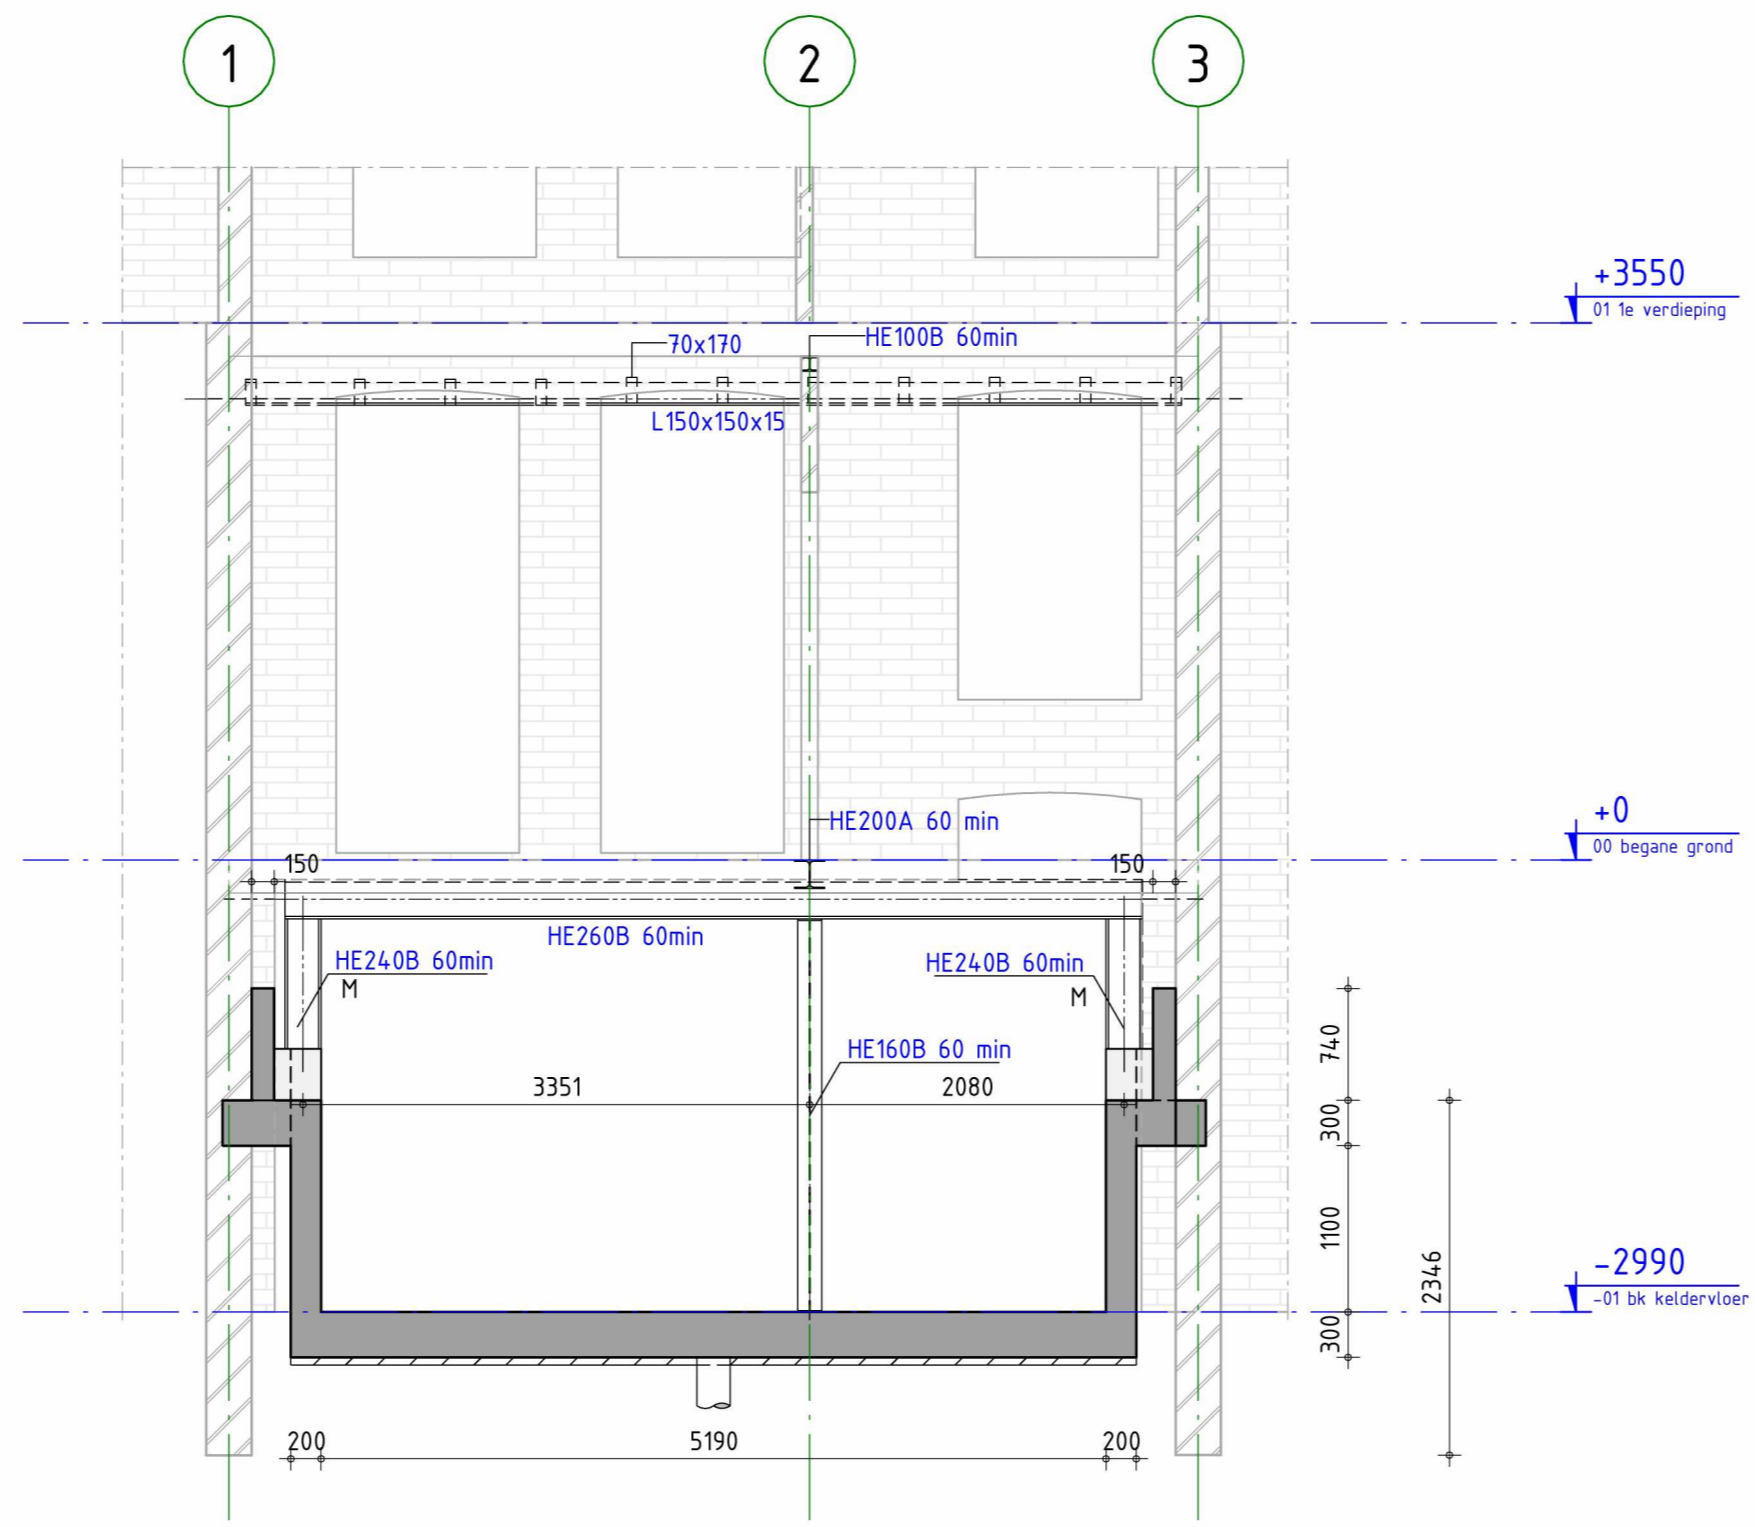 1
2
3
+3550
01 1e verdieping
HE100B 60min
70x170
L150x150x15
+0
00 begane grond
HE200A 60 min
150
150
HE260B 60min
HE240B 60min
M
HE240B 60min
M
HE160B 60 min
3351
2080
740
300
1100
2346
300
-2990
-01 bk keldervloer
200
5190
200